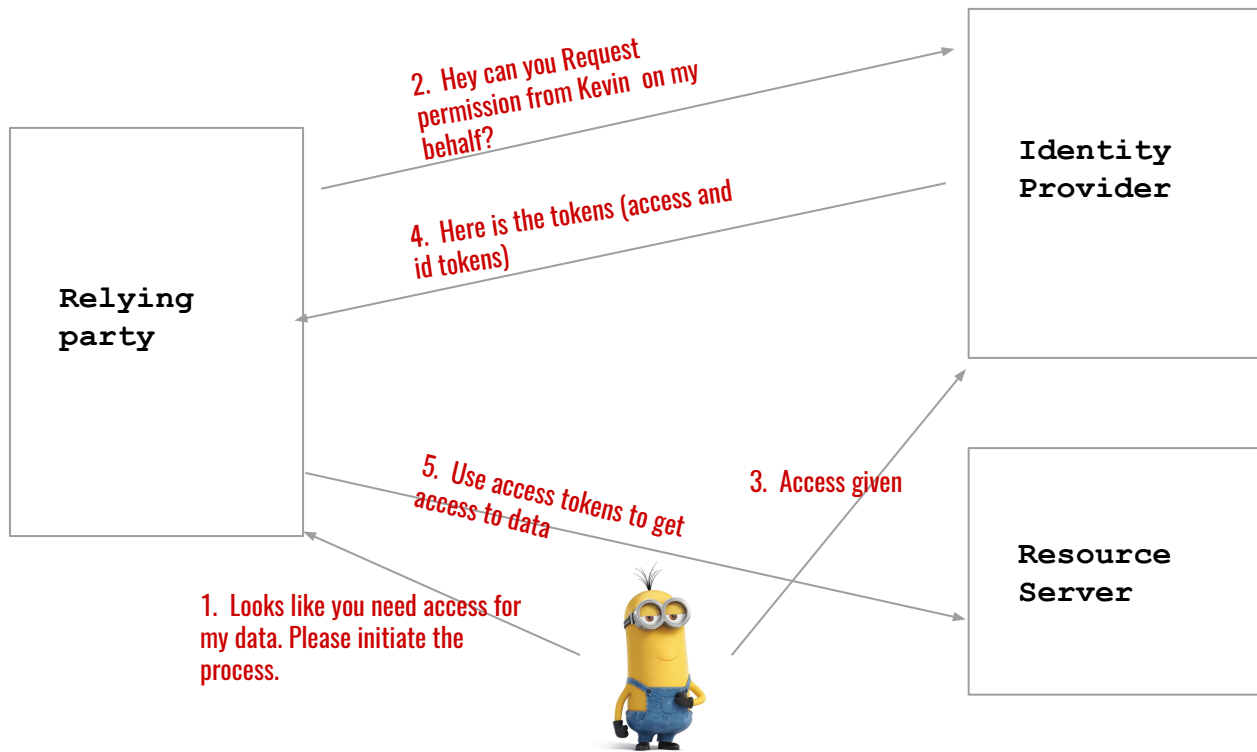 2. Hey can you Request
permission from Kevin on my
behalf?
Identity
Provider
4. Here is the tokens (access and
id tokens)
Relying
party
5. Use access tokens to get
access to data
3. Access given
Resource
Server
1. Looks like you need access for
my data. Please initiate the
process.